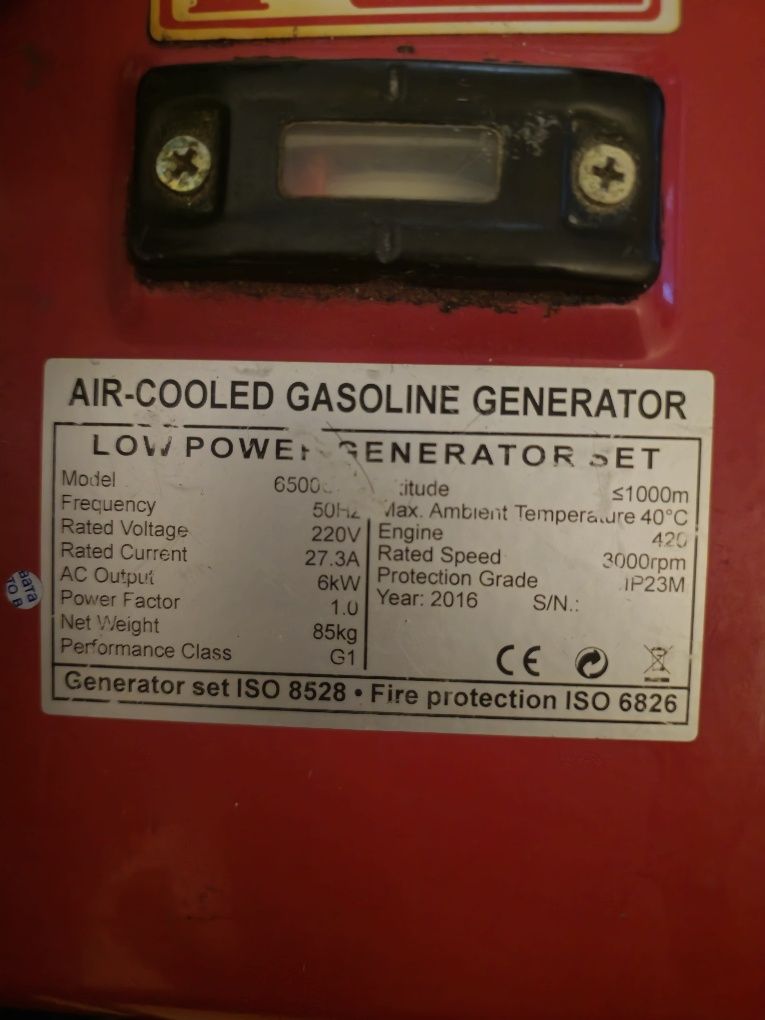 AIR-COOLED GASOLINE GENERATOR
LOW POWER GENERATOR SET
Model 6500
Frequency 50Hz
Rated Voltage 220V
Rated Current 27.3A
AC Output 6kW
Power Factor 1.0
Net Weight 85kg
Performance Class G1
≤1000m
Max. Ambient Temperature 40°C
Engine 420
Rated Speed 3000rpm
Protection Grade IP23M
Year: 2016 S/N.:
CE
Generator set ISO 8528 • Fire protection ISO 6826